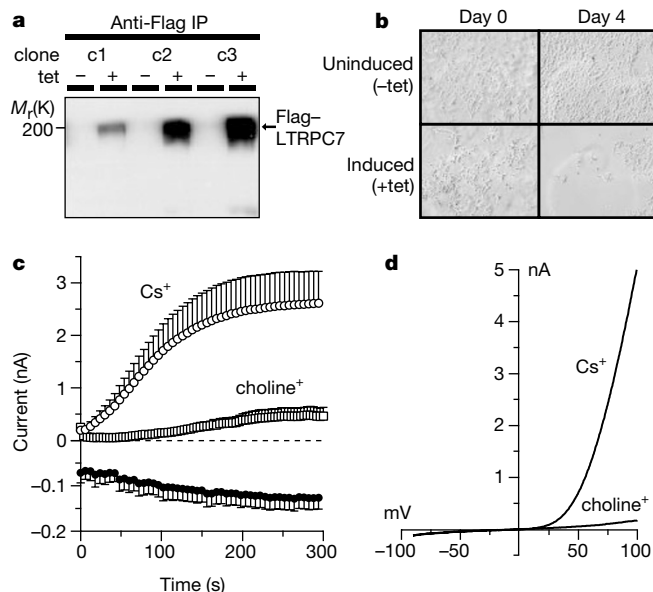 a
Anti-Flag IP
clone c1 c2 c3
tet – + – + – +
Mr(K)
200
Flag–
LTRPC7
b
Day 0 Day 4
Uninduced
(–tet)
Induced
(+tet)
c
Current (nA)
3
2
1
0
–0.1
–0.2
Cs+
choline+
0 100 200 300
Time (s)
d
nA
5
4
3
2
1
Cs+
choline+
mV
–100 –50 50 100